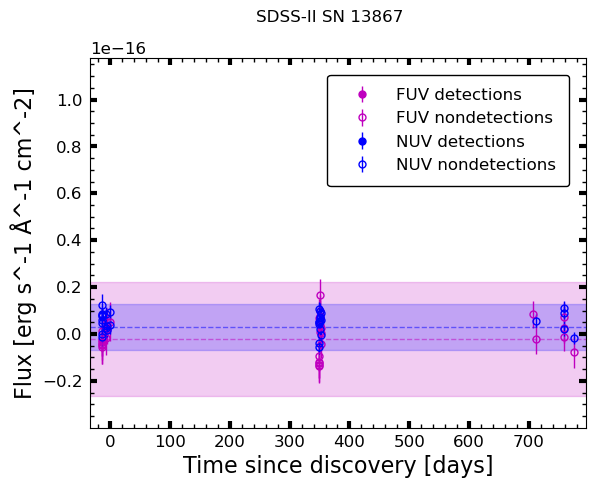 SDSS-II SN 13867
1e−16
FUV detections
FUV nondetections
NUV detections
NUV nondetections
Flux [erg s^-1 Å^-1 cm^-2]
1.0
0.8
0.6
0.4
0.2
0.0
−0.2
0 100 200 300 400 500 600 700
Time since discovery [days]